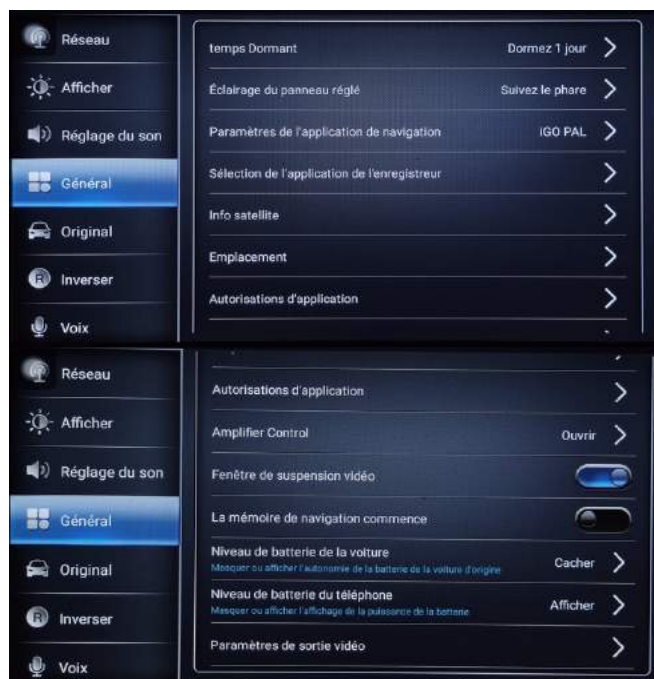 Réseau
Afficher
Réglage du son
Général
Original
R Inverser
Voix
temps Dormant Dormez 1 jour
Éclairage du panneau réglé Suivez le phare
Paramètres de l'application de navigation iGO PAL
Sélection de l'application de l'enregistreur
Info satellite
Emplacement
Autorisations d'application
Réseau
Afficher
Réglage du son
Général
Original
R Inverser
Voix
Autorisations d'application
Amplifier Control Ouvrir
Fenêtre de suspension vidéo
La mémoire de navigation commence
Niveau de batterie de la voiture Cacher
Masquer ou afficher l'autonomie de la batterie de la voiture d'origine
Niveau de batterie du téléphone Afficher
Masquer ou afficher l'affichage de la puissance de la batterie
Paramètres de sortie vidéo